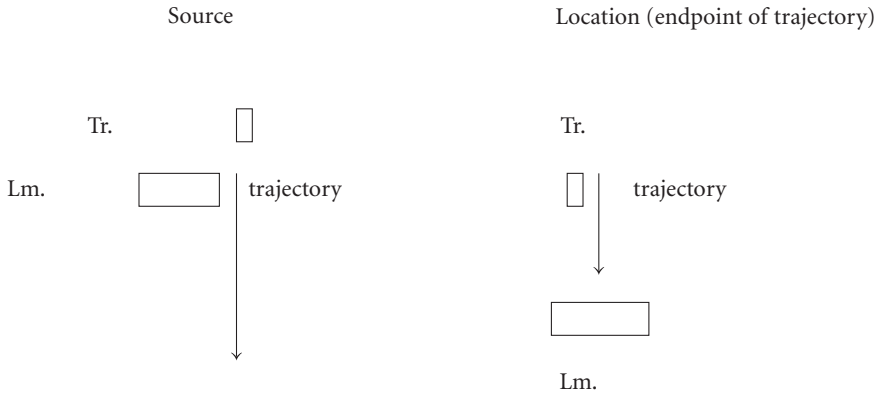 Source
Location (endpoint of trajectory)
Tr.
Tr.
Lm.
trajectory
trajectory
Lm.